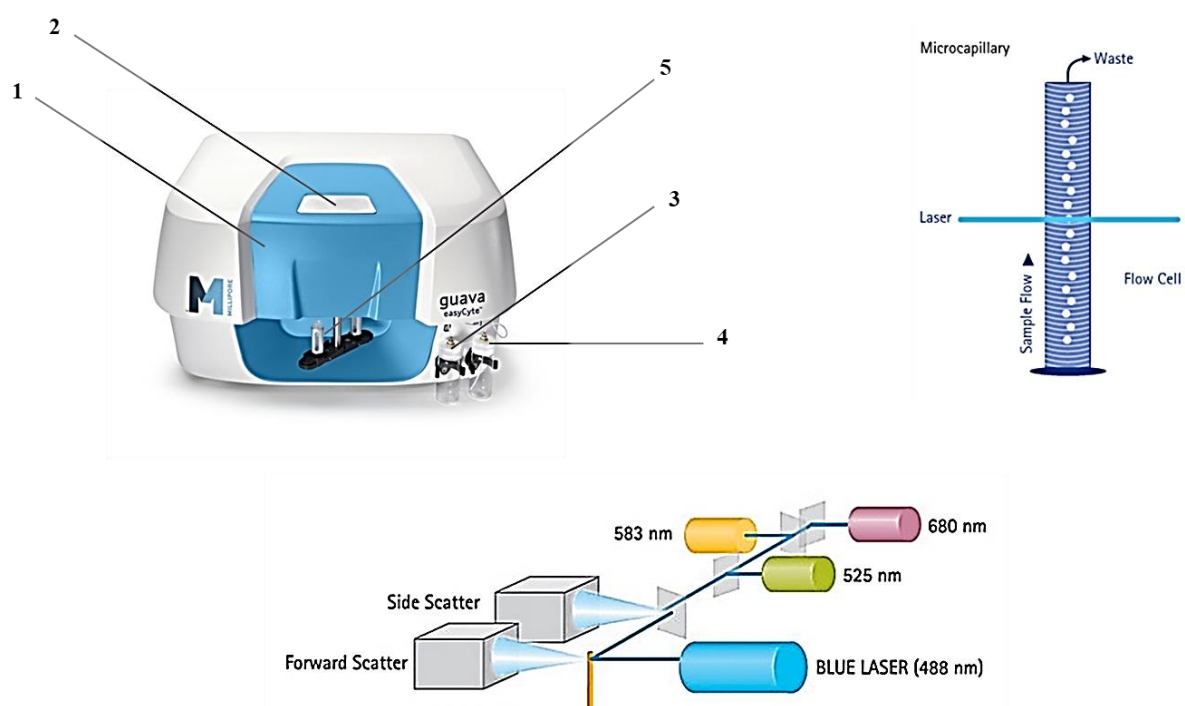 2
1
5
3
4
M
MILLIPORE
guava
easyCyte™
Microcapillary
Waste
Laser
Sample Flow
Flow Cell
583 nm
680 nm
525 nm
Side Scatter
Forward Scatter
BLUE LASER (488 nm)